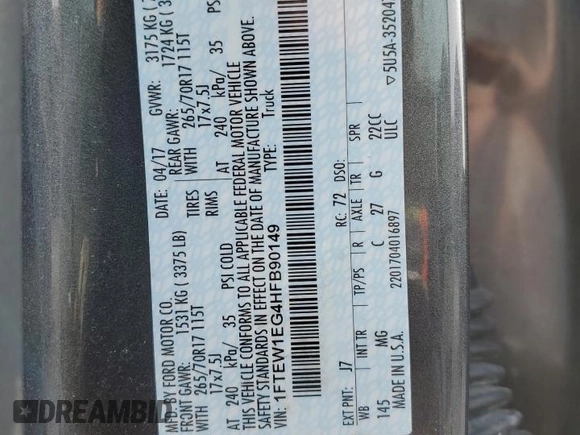 MFD BY FORD MOTOR CO.
DATE: 04/17 GVWR: 3175 KG
FRONT GAWR: 1531 KG ( 3375 LB) REAR GAWR: 1724 KG
WITH 265/70R17 115T TIRES WITH 265/70R17 115T
17x7.5J RIMS 17x7.5J
AT 240 kPa/ 35 PSI COLD AT 240 kPa/ 35
THIS VEHICLE CONFORMS TO ALL APPLICABLE FEDERAL MOTOR VEHICLE
SAFETY STANDARDS IN EFFECT ON THE DATE OF MANUFACTURE SHOWN ABOVE.
VIN: 1FTEW1EG4HFB90149 TYPE: Truck
EXT PNT: J7 RC: 72 DSO:
WB INT TR TP/PS R AXLE TR SPR
145 MG C 27 G 22CC
MADE IN U.S.A. 2201704016897 ULC ▽5U5A-35204
DREAMBID